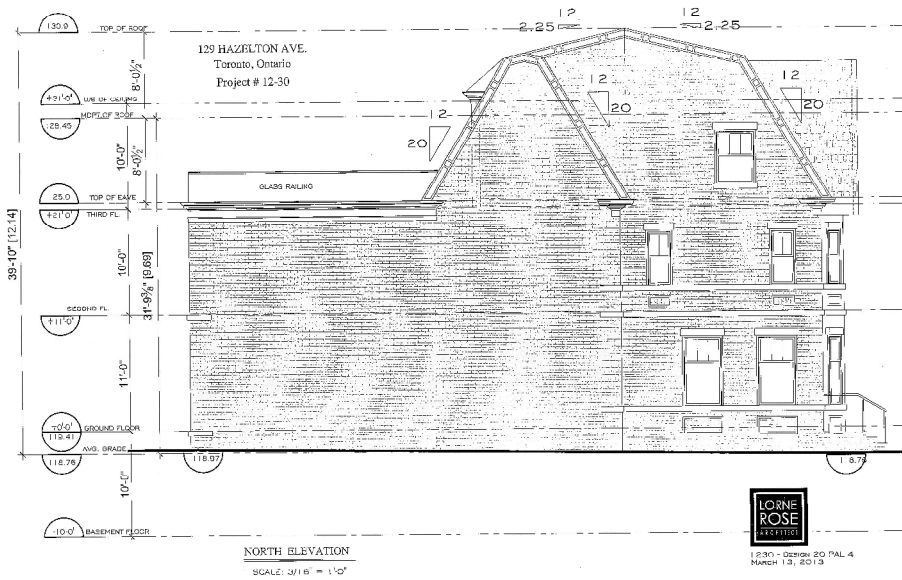 12
2.25
12
2.25
130.9 TOP OF ROOF
129 HAZELTON AVE.
Toronto, Ontario
Project # 12-30
8'-0½"
12
20
12
20
+31'-0" U/S OF CEILING
MDPT. OF ROOF
128.45
12
20
10'-0"
8'-0½"
GLASS RAILING
25.0 TOP OF EAVE
+21'0" THIRD FL.
39'-10" [12.14]
10'-0"
31'-9⅜" [9.69]
SECOND FL.
+11'-0"
11'-0"
GROUND FLOOR
119.41
AVG. GRADE
118.76
118.97
10'-0"
-10'-0" BASEMENT FLOOR
LORNE
ROSE
ARCHITECT
NORTH ELEVATION
SCALE: 3/16" = 1'-0"
1230 - DESIGN 20 PAL 4
MARCH 13, 2013